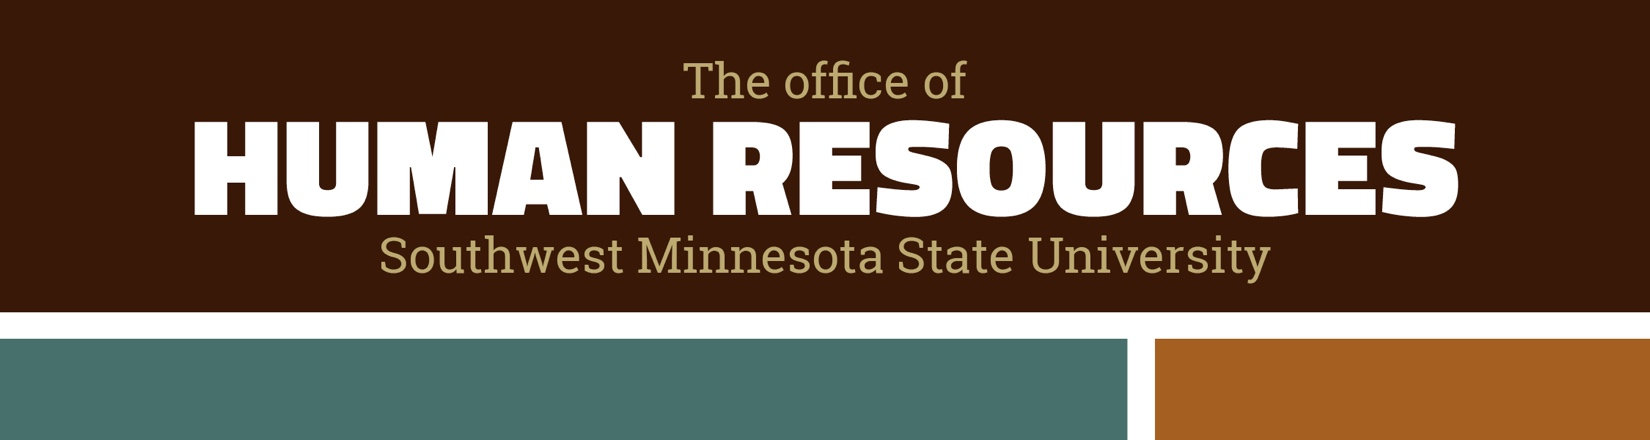 The office of
HUMAN RESOURCES
Southwest Minnesota State University